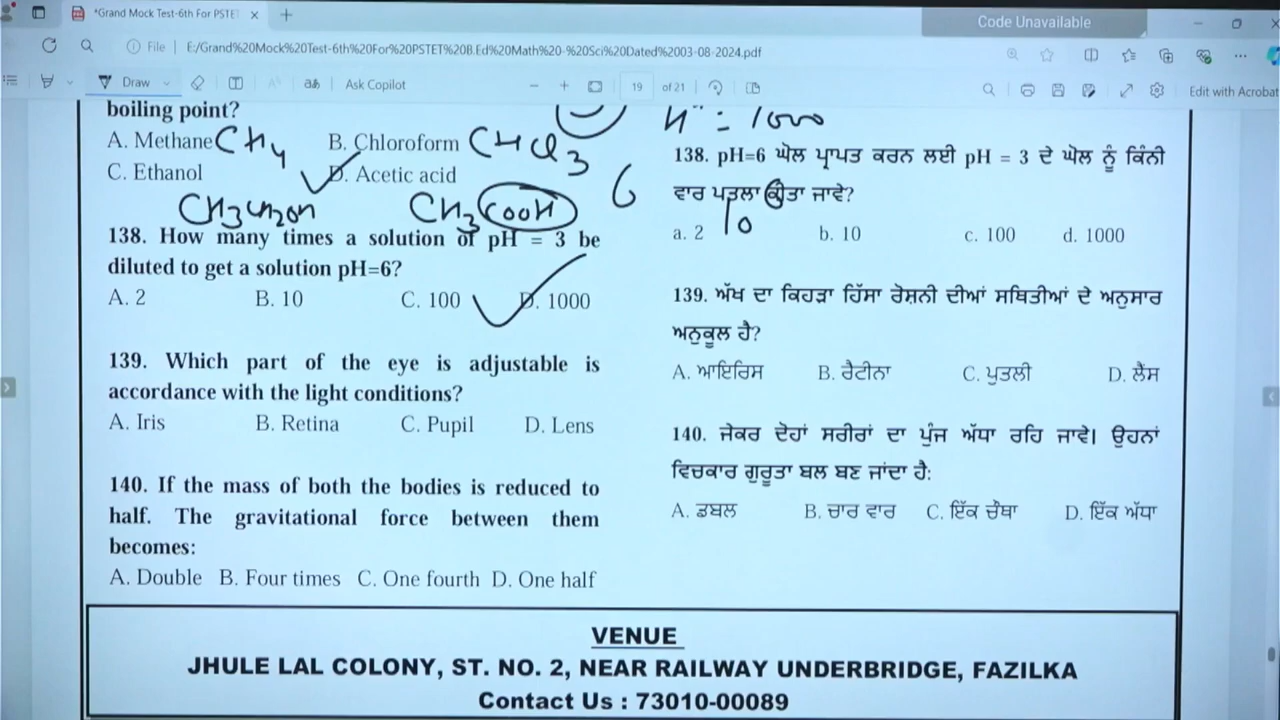 *Grand Mock Test-6th For PSTET
Code Unavailable
File
E:/Grand%20Mock%20Test-6th%20For%20PSTET%20B.Ed%20Math%20-%20Sci%20Dated%2003-08-2024.pdf
Draw
Ask Copilot
19 of 21
Edit with Acrobat
boiling point?
A. Methane CH4 B. Chloroform CHCl3
C. Ethanol D. Acetic acid
CH3CH2OH CH3COOH
138. How many times a solution of pH = 3 be
diluted to get a solution pH=6?
A. 2 B. 10 C. 100 D. 1000
139. Which part of the eye is adjustable is
accordance with the light conditions?
A. Iris B. Retina C. Pupil D. Lens
140. If the mass of both the bodies is reduced to
half. The gravitational force between them
becomes:
A. Double B. Four times C. One fourth D. One half
= 1000
138. pH=6 ਘੋਲ ਪ੍ਰਾਪਤ ਕਰਨ ਲਈ pH = 3 ਦੇ ਘੋਲ ਨੂੰ ਕਿੰਨੀ
6 ਵਾਰ ਪਤਲਾ ਕੀਤਾ ਜਾਵੇ?
10
a. 2 b. 10 c. 100 d. 1000
139. ਅੱਖ ਦਾ ਕਿਹੜਾ ਹਿੱਸਾ ਰੋਸ਼ਨੀ ਦੀਆਂ ਸਥਿਤੀਆਂ ਦੇ ਅਨੁਸਾਰ
ਅਨੁਕੂਲ ਹੈ?
A. ਆਇਰਿਸ B. ਰੈਟੀਨਾ C. ਪੁਤਲੀ D. ਲੈਂਸ
140. ਜੇਕਰ ਦੋਹਾਂ ਸਰੀਰਾਂ ਦਾ ਪੁੰਜ ਅੱਧਾ ਰਹਿ ਜਾਵੇ। ਉਹਨਾਂ
ਵਿਚਕਾਰ ਗੁਰੂਤਾ ਬਲ ਬਣ ਜਾਂਦਾ ਹੈ:
A. ਡਬਲ B. ਚਾਰ ਵਾਰ C. ਇੱਕ ਚੌਥਾ D. ਇੱਕ ਅੱਧਾ
VENUE
JHULE LAL COLONY, ST. NO. 2, NEAR RAILWAY UNDERBRIDGE, FAZILKA
Contact Us : 73010-00089